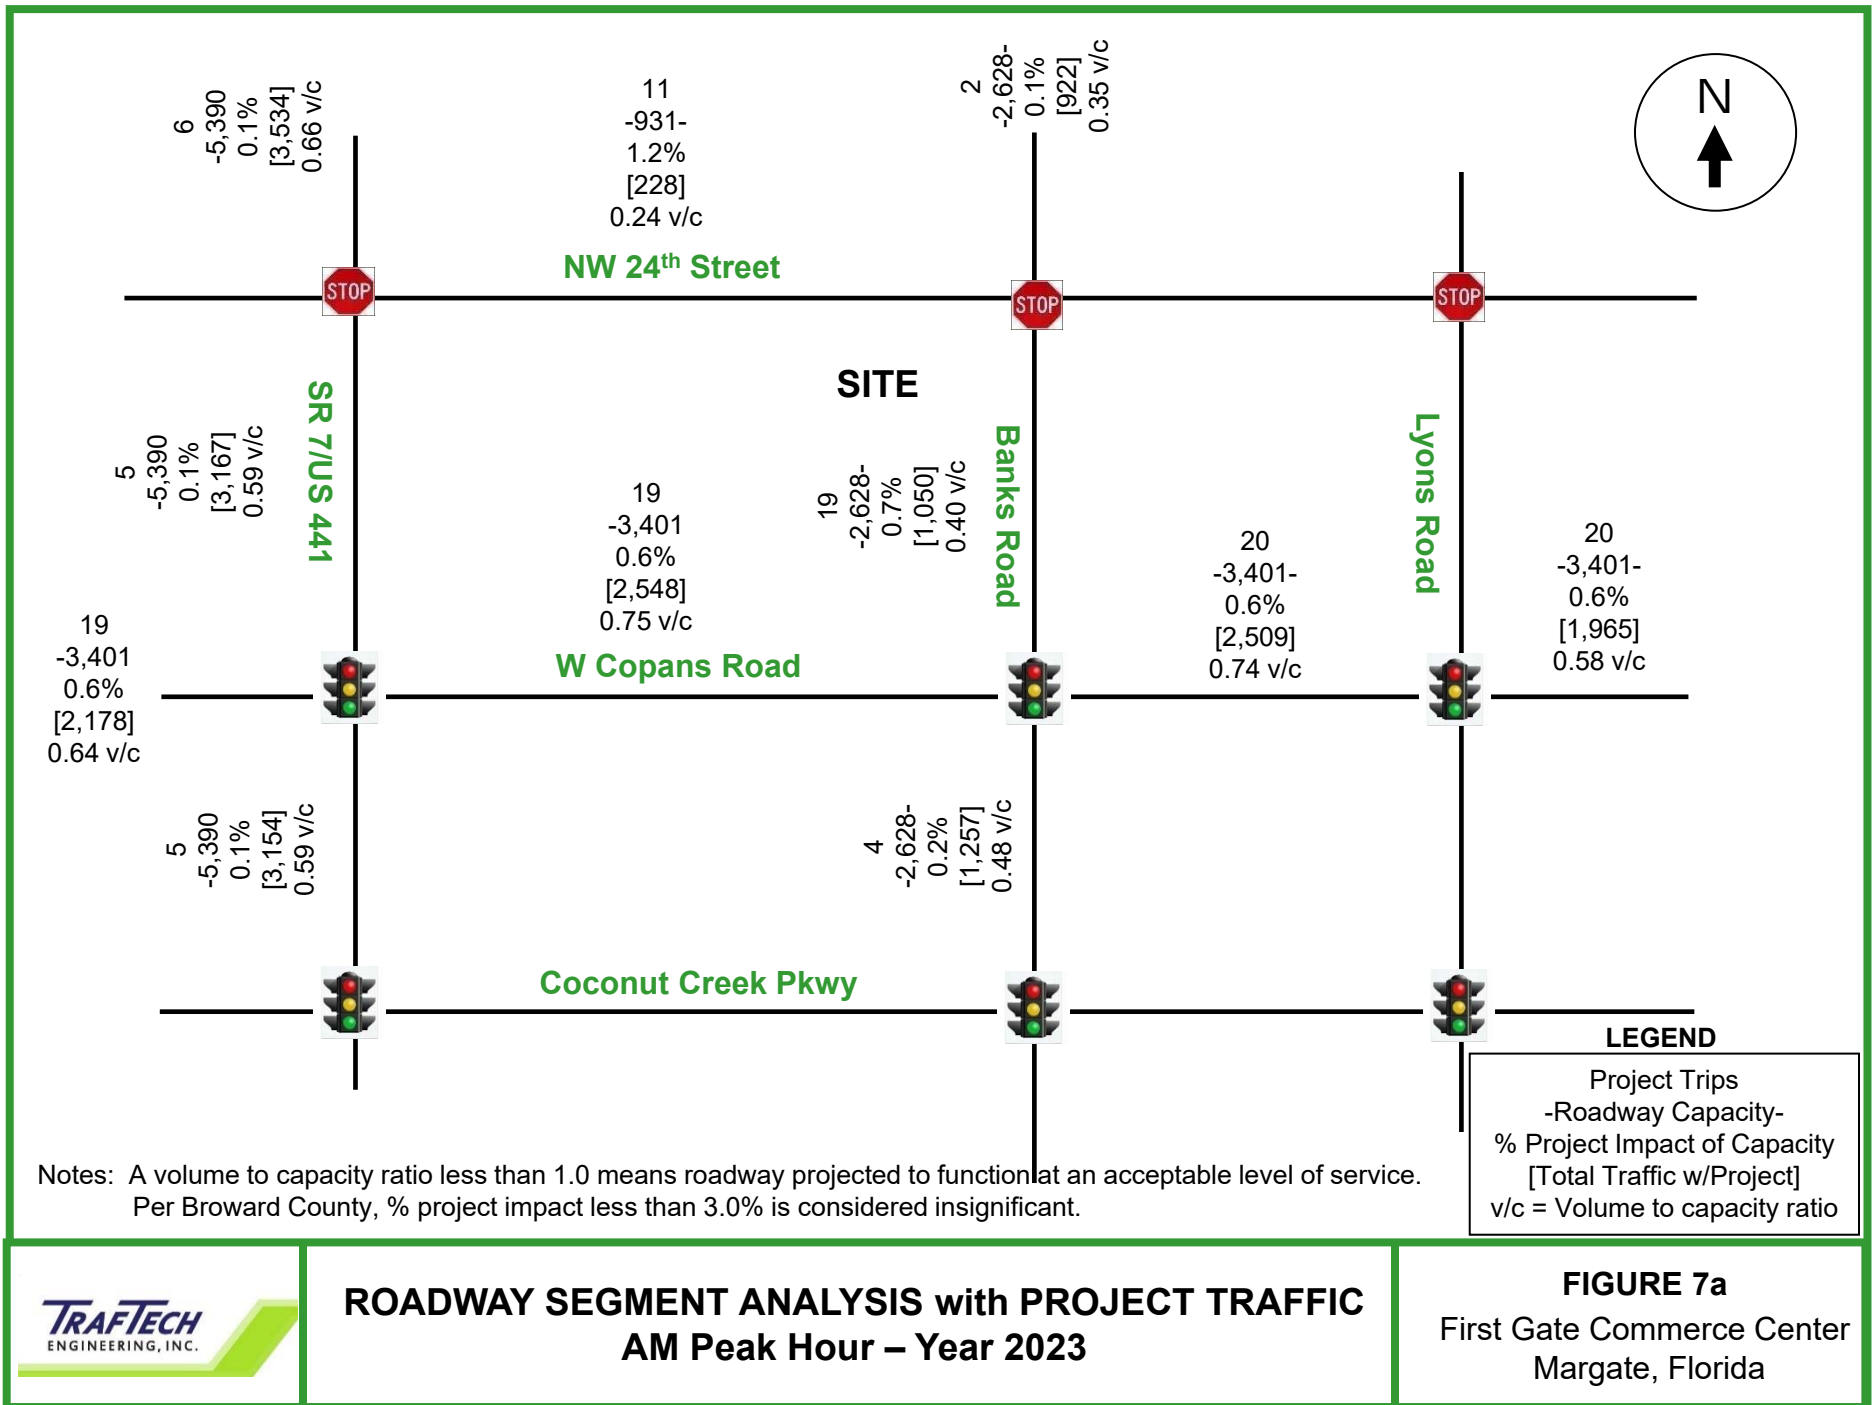 6
-5,390
0.1%
[3,534]
0.66 v/c
11
-931-
1.2%
[228]
0.24 v/c
2
-2,628-
0.1%
[922]
0.35 v/c
N
NW 24th Street
STOP
STOP
STOP
SITE
SR 7/US 441
Banks Road
Lyons Road
5
-5,390
0.1%
[3,167]
0.59 v/c
19
-3,401
0.6%
[2,548]
0.75 v/c
19
-2,628-
0.7%
[1,050]
0.40 v/c
20
-3,401-
0.6%
[2,509]
0.74 v/c
20
-3,401-
0.6%
[1,965]
0.58 v/c
19
-3,401
0.6%
[2,178]
0.64 v/c
W Copans Road
5
-5,390
0.1%
[3,154]
0.59 v/c
4
-2,628-
0.2%
[1,257]
0.48 v/c
Coconut Creek Pkwy
LEGEND
Project Trips
-Roadway Capacity-
% Project Impact of Capacity
[Total Traffic w/Project]
v/c = Volume to capacity ratio
Notes: A volume to capacity ratio less than 1.0 means roadway projected to function at an acceptable level of service.
Per Broward County, % project impact less than 3.0% is considered insignificant.
TRAFTECH
ENGINEERING, INC.
ROADWAY SEGMENT ANALYSIS with PROJECT TRAFFIC
AM Peak Hour – Year 2023
FIGURE 7a
First Gate Commerce Center
Margate, Florida